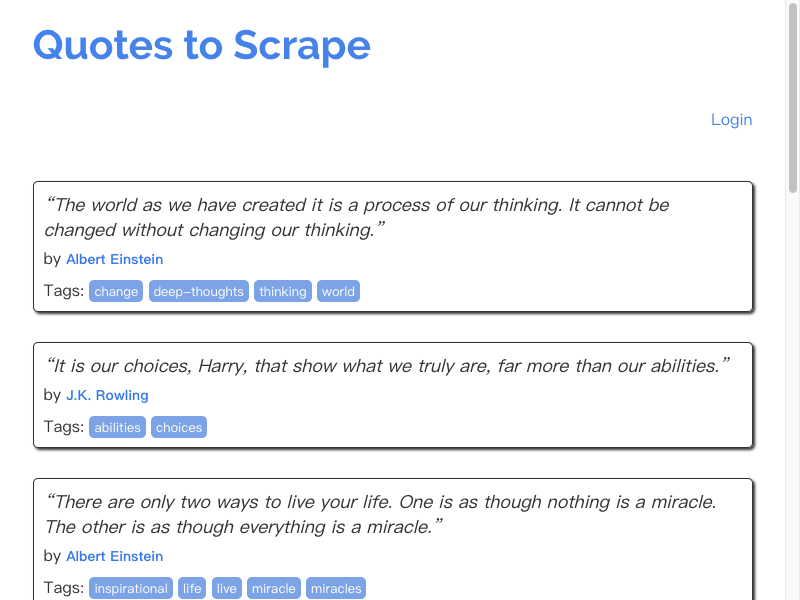 Quotes to Scrape
Login
“The world as we have created it is a process of our thinking. It cannot be
changed without changing our thinking.”
by Albert Einstein
Tags: change deep-thoughts thinking world
“It is our choices, Harry, that show what we truly are, far more than our abilities.”
by J.K. Rowling
Tags: abilities choices
“There are only two ways to live your life. One is as though nothing is a miracle.
The other is as though everything is a miracle.”
by Albert Einstein
Tags: inspirational life live miracle miracles